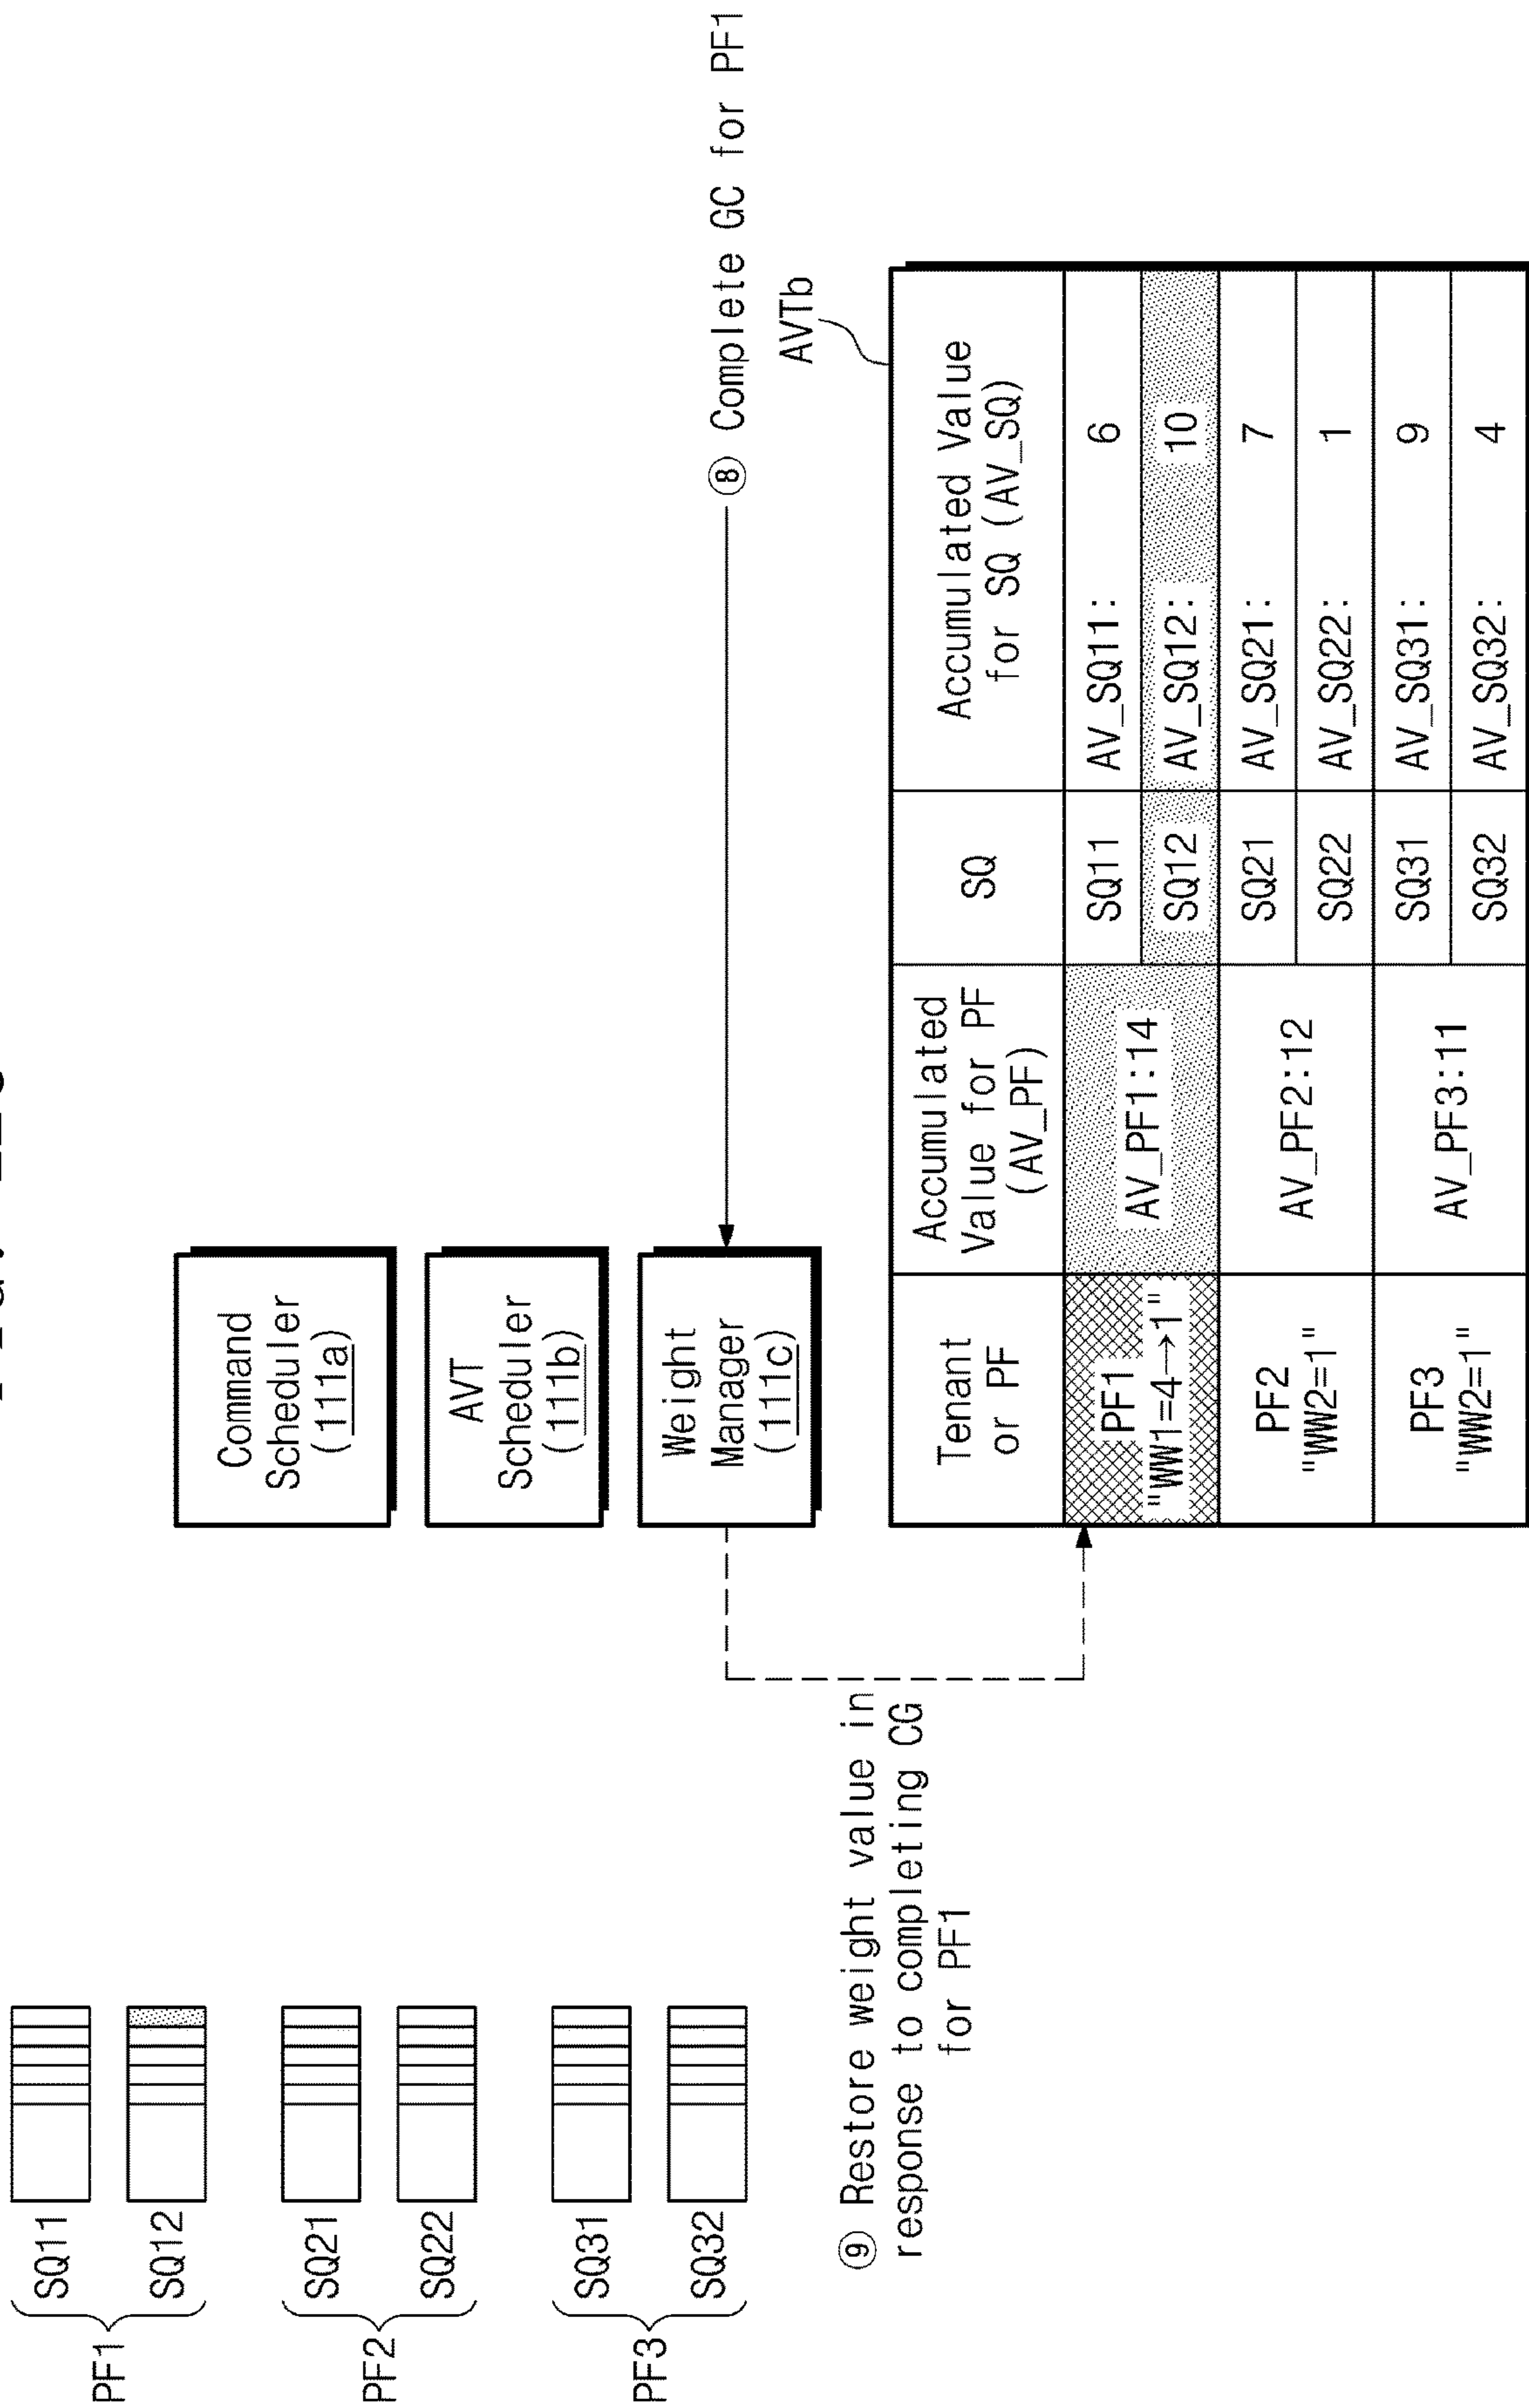 PF1
SQ11
SQ12
PF2
SQ21
SQ22
PF3
SQ31
SQ32
Command
Scheduler
(111a)
AVT
Scheduler
(111b)
Weight
Manager
(111c)
⑧ Complete GC for PF1
⑨ Restore weight value in
response to completing CG
for PF1
AVTb
Tenant
or PF
Accumulated
Value for PF
(AV_PF)
SQ
Accumulated Value
for SQ (AV_SQ)
PF1
"WW1=4→1"
AV_PF1:14
SQ11
AV_SQ11: 6
SQ12
AV_SQ12: 10
PF2
"WW2=1"
AV_PF2:12
SQ21
AV_SQ21: 7
SQ22
AV_SQ22: 1
PF3
"WW2=1"
AV_PF3:11
SQ31
AV_SQ31: 9
SQ32
AV_SQ32: 4